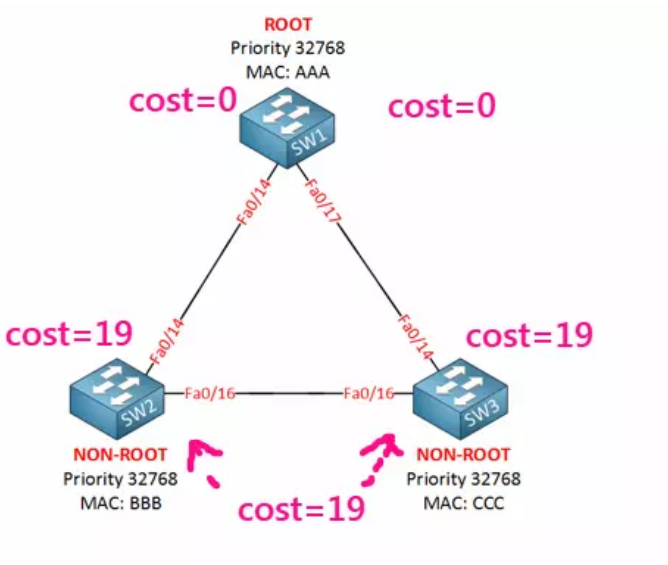 ROOT
Priority 32768
MAC: AAA
cost=0
cost=0
SW1
Fa0/14
Fa0/17
cost=19
Fa0/14
Fa0/14
cost=19
SW2
Fa0/16
Fa0/16
SW3
NON-ROOT
Priority 32768
MAC: BBB
NON-ROOT
Priority 32768
MAC: CCC
cost=19